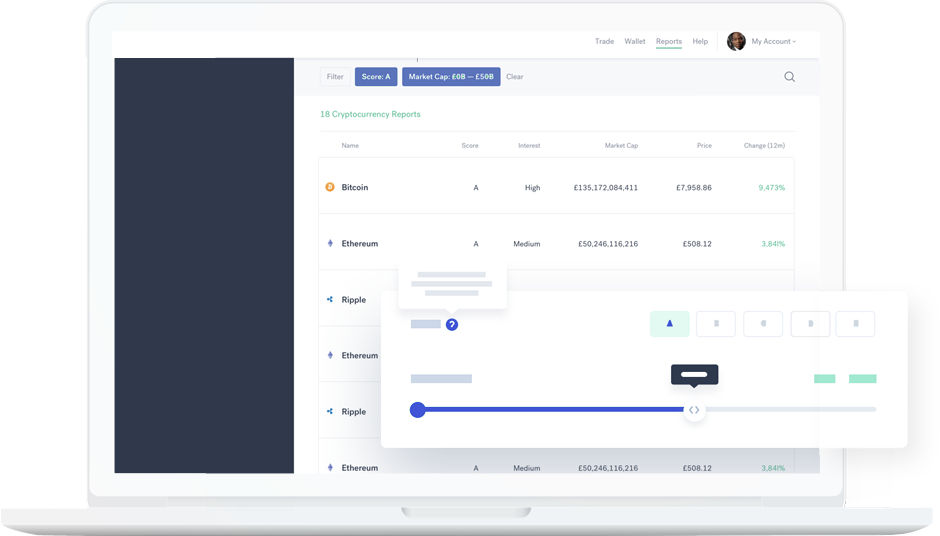 Trade Wallet Reports Help My Account
Filter Score: A Market Cap: £0B — £50B Clear
18 Cryptocurrency Reports
Name Score Interest Market Cap Price Change (12m)
Bitcoin A High £135,172,084,411 £7,958.86 9,473%
Ethereum A Medium £50,246,116,216 £508.12 3,841%
Ripple
?
A
Ethereum
Ripple
Ethereum A Medium £50,246,116,216 £508.12 3,841%